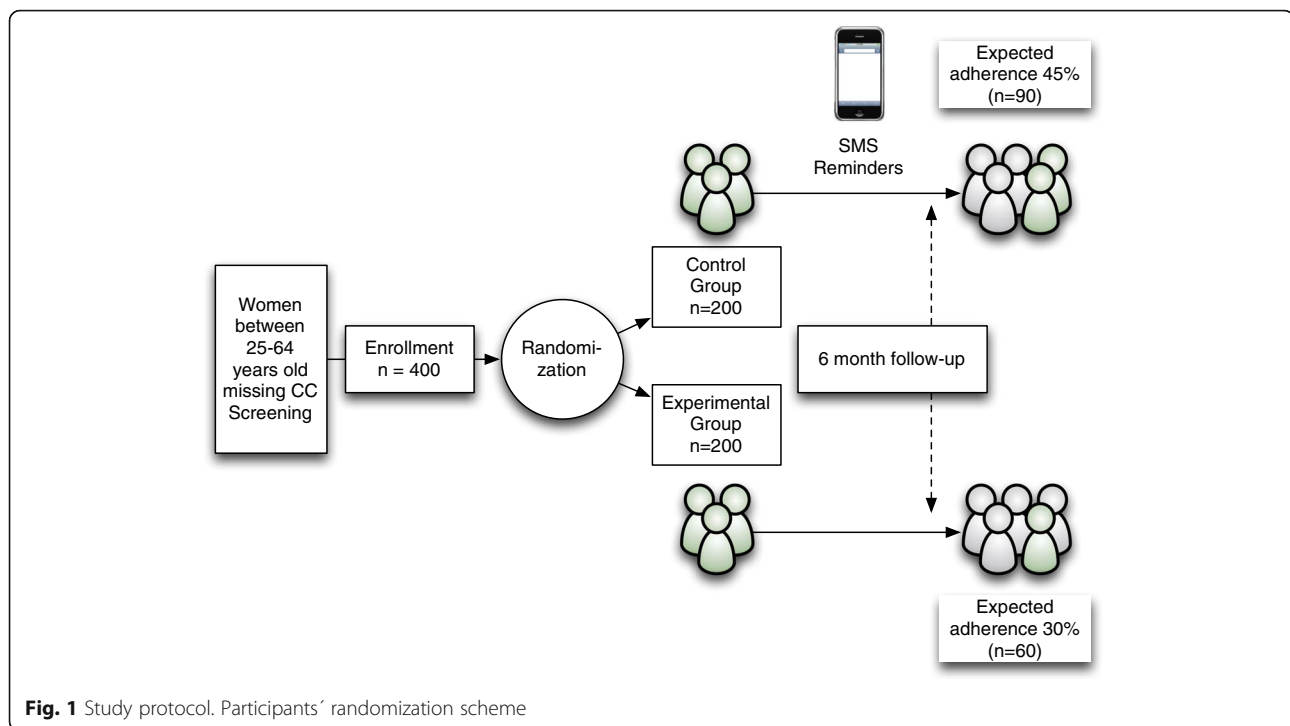 Women
between
25-64
years old
missing CC
Screening
Enrollment
n = 400
Randomi-
zation
Control
Group
n=200
Experimental
Group
n=200
SMS
Reminders
6 month follow-up
Expected
adherence 45%
(n=90)
Expected
adherence 30%
(n=60)
Fig. 1 Study protocol. Participants´ randomization scheme